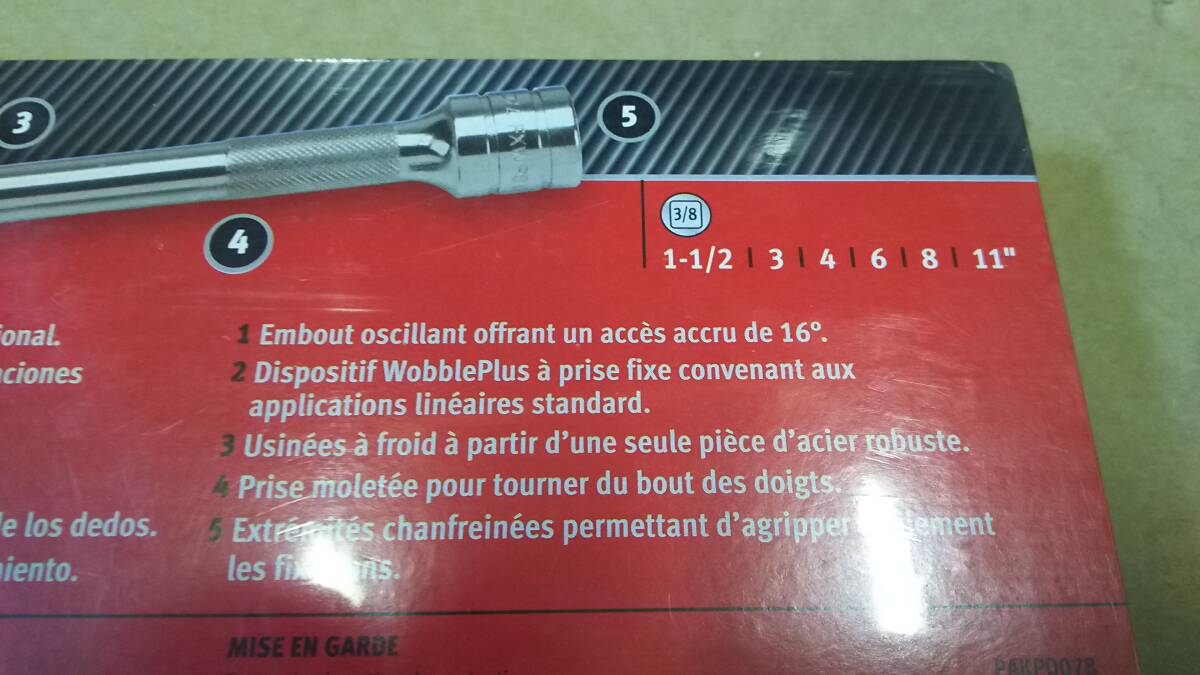 3
5
4
3/8
1-1/2 | 3 | 4 | 6 | 8 | 11"
ional.
aciones
1 Embout oscillant offrant un accès accru de 16°.
2 Dispositif WobblePlus à prise fixe convenant aux
applications linéaires standard.
3 Usinées à froid à partir d'une seule pièce d'acier robuste.
4 Prise moletée pour tourner du bout des doigts.
e los dedos.
iento.
5 Extrémités chanfreinées permettant d'agripper
les
MISE EN GARDE
PAKPD078